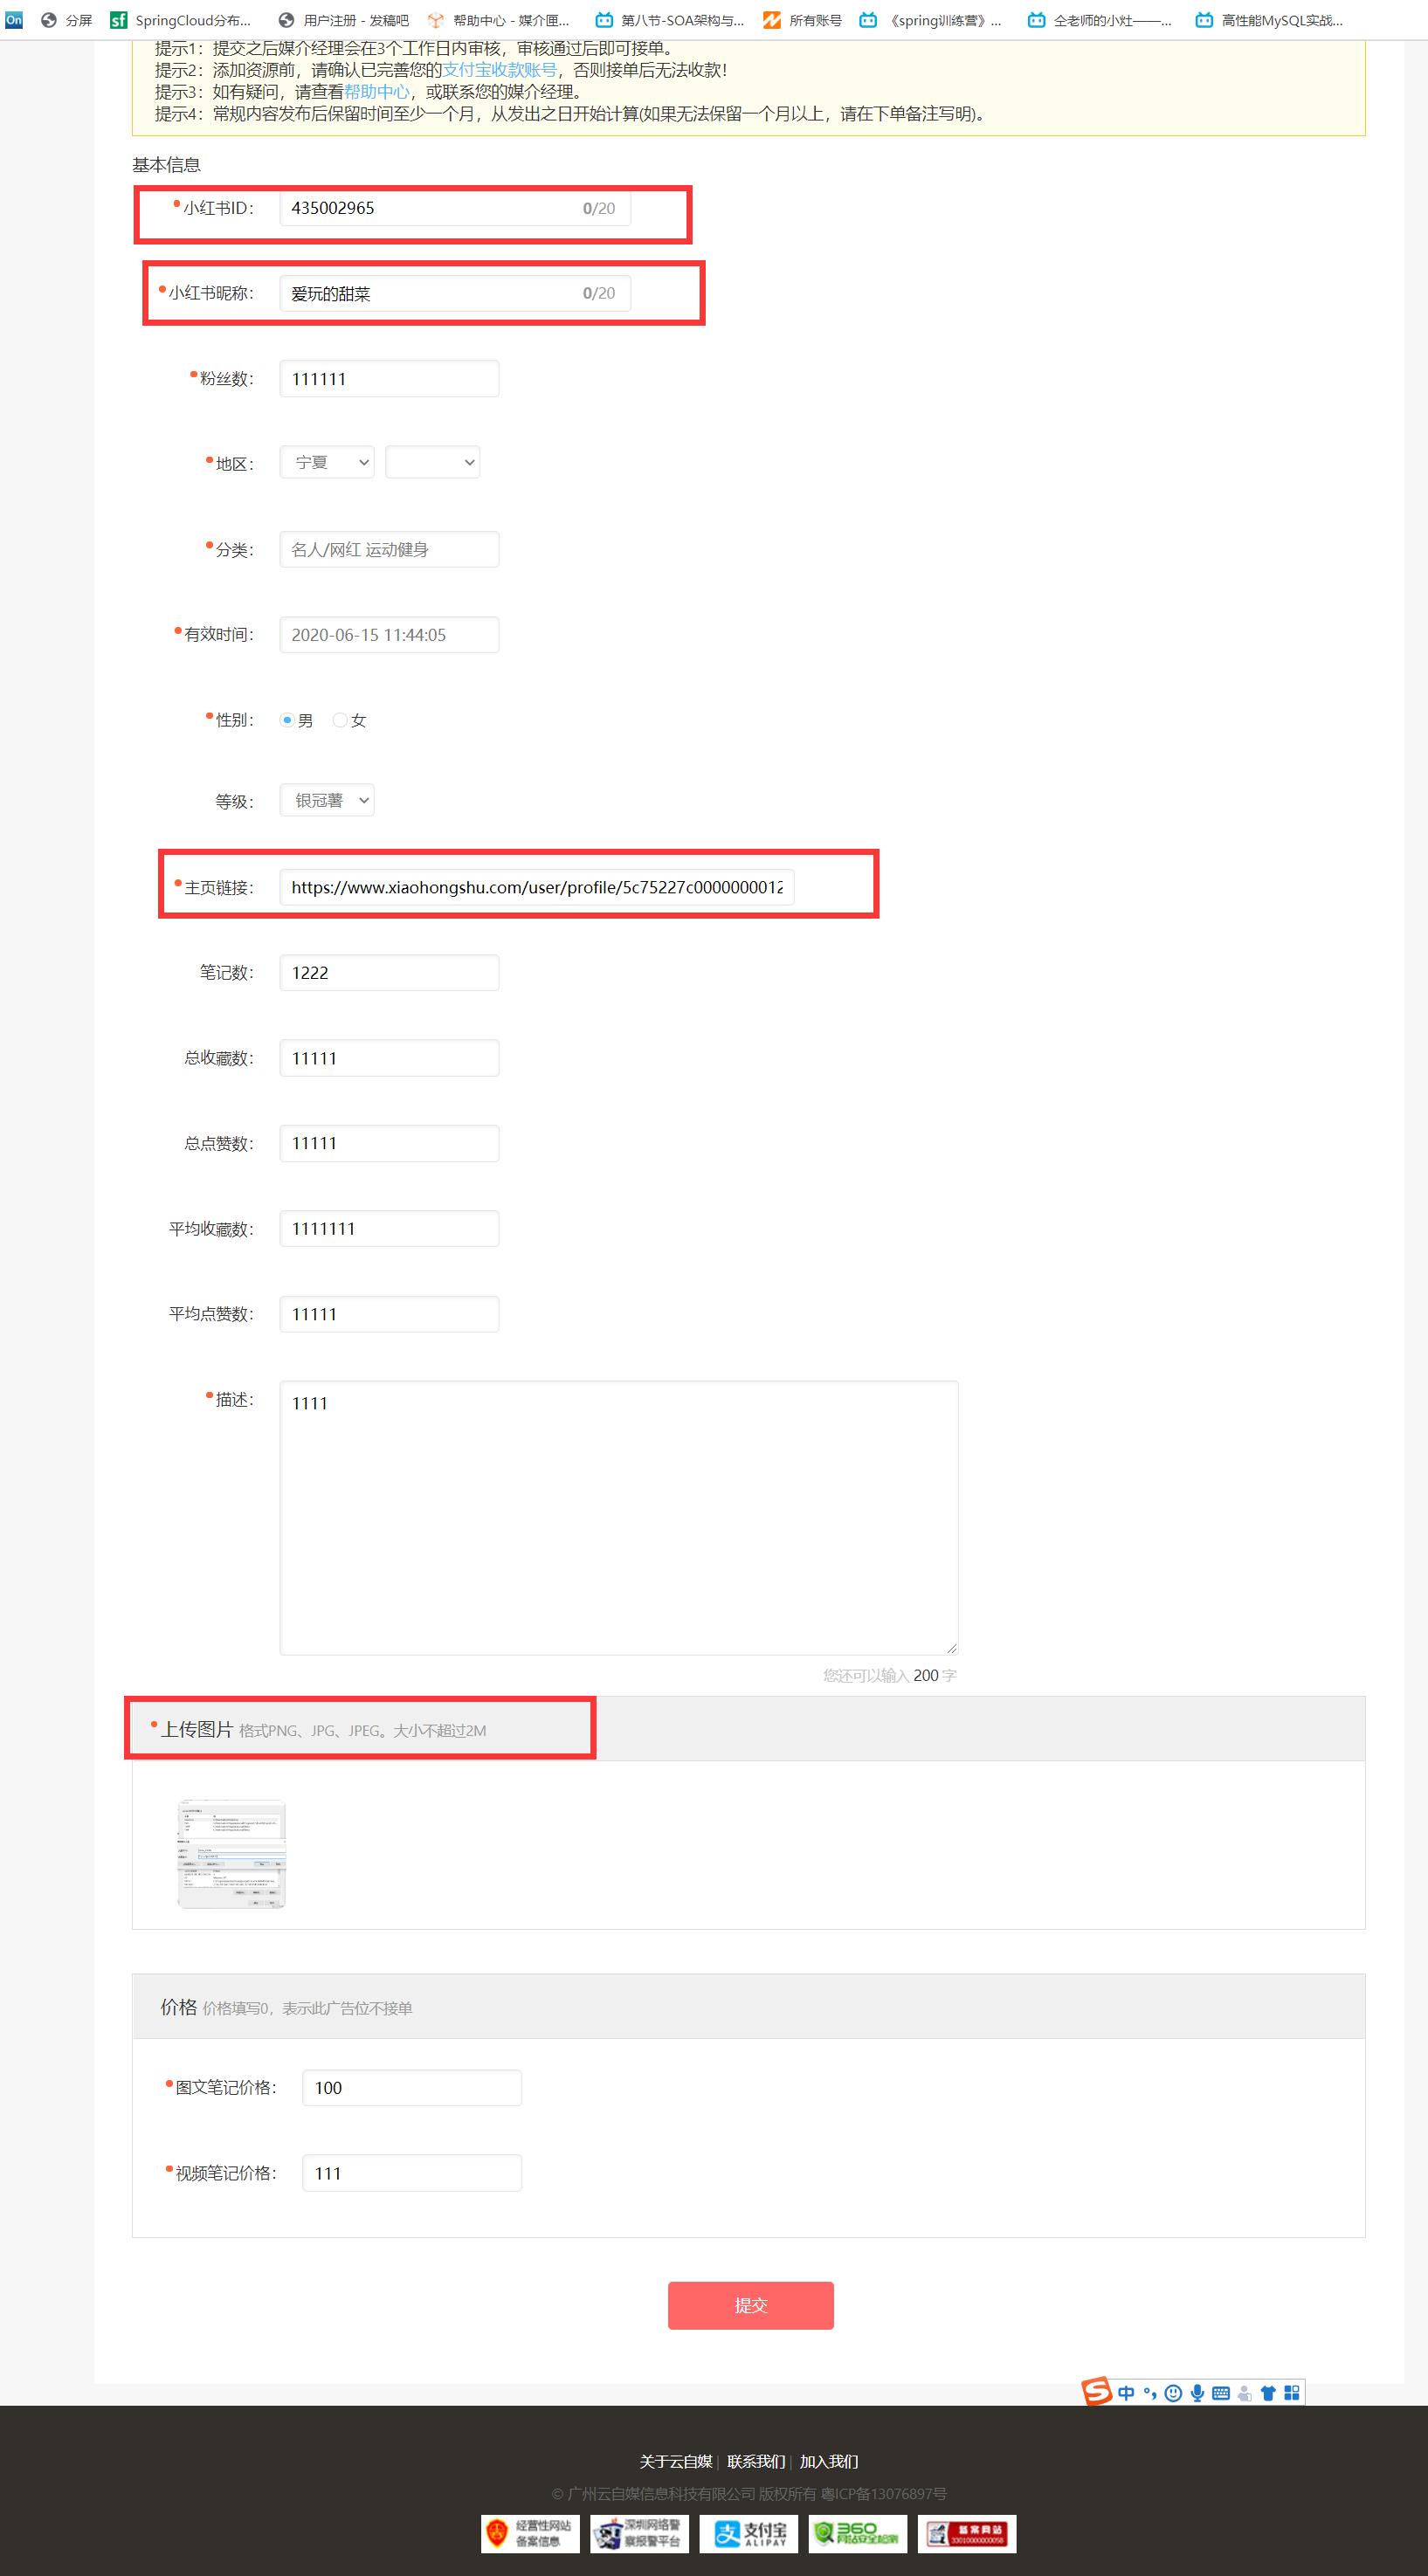 On 分屏 sf SpringCloud分布... 用户注册 - 发稿吧 帮助中心 - 媒介匣... 第八节-SOA架构与... 所有账号 《spring训练营》... 仝老师的小灶——... 高性能MySQL实战...
提示1：提交之后媒介经理会在3个工作日内审核，审核通过后即可接单。
提示2：添加资源前，请确认已完善您的支付宝收款账号，否则接单后无法收款！
提示3：如有疑问，请查看帮助中心，或联系您的媒介经理。
提示4：常规内容发布后保留时间至少一个月，从发出之日开始计算(如果无法保留一个月以上，请在下单备注写明)。
基本信息
小红书ID： 435002965 0/20
小红书昵称： 爱玩的甜菜 0/20
粉丝数： 111111
地区： 宁夏
分类： 名人/网红 运动健身
有效时间： 2020-06-15 11:44:05
性别： 男 女
等级： 银冠薯
主页链接： https://www.xiaohongshu.com/user/profile/5c75227c0000000012
笔记数： 1222
总收藏数： 11111
总点赞数： 11111
平均收藏数： 1111111
平均点赞数： 11111
描述： 1111
您还可以输入 200 字
上传图片 格式PNG、JPG、JPEG。大小不超过2M
价格 价格填写0，表示此广告位不接单
图文笔记价格： 100
视频笔记价格： 111
提交
S 中
关于云自媒 | 联系我们 | 加入我们
© 广州云自媒信息科技有限公司 版权所有 粤ICP备13076897号
经营性网站 备案信息 深圳网络警 察报警平台 支付宝 ALIPAY 360 网站安全检测 备案网站